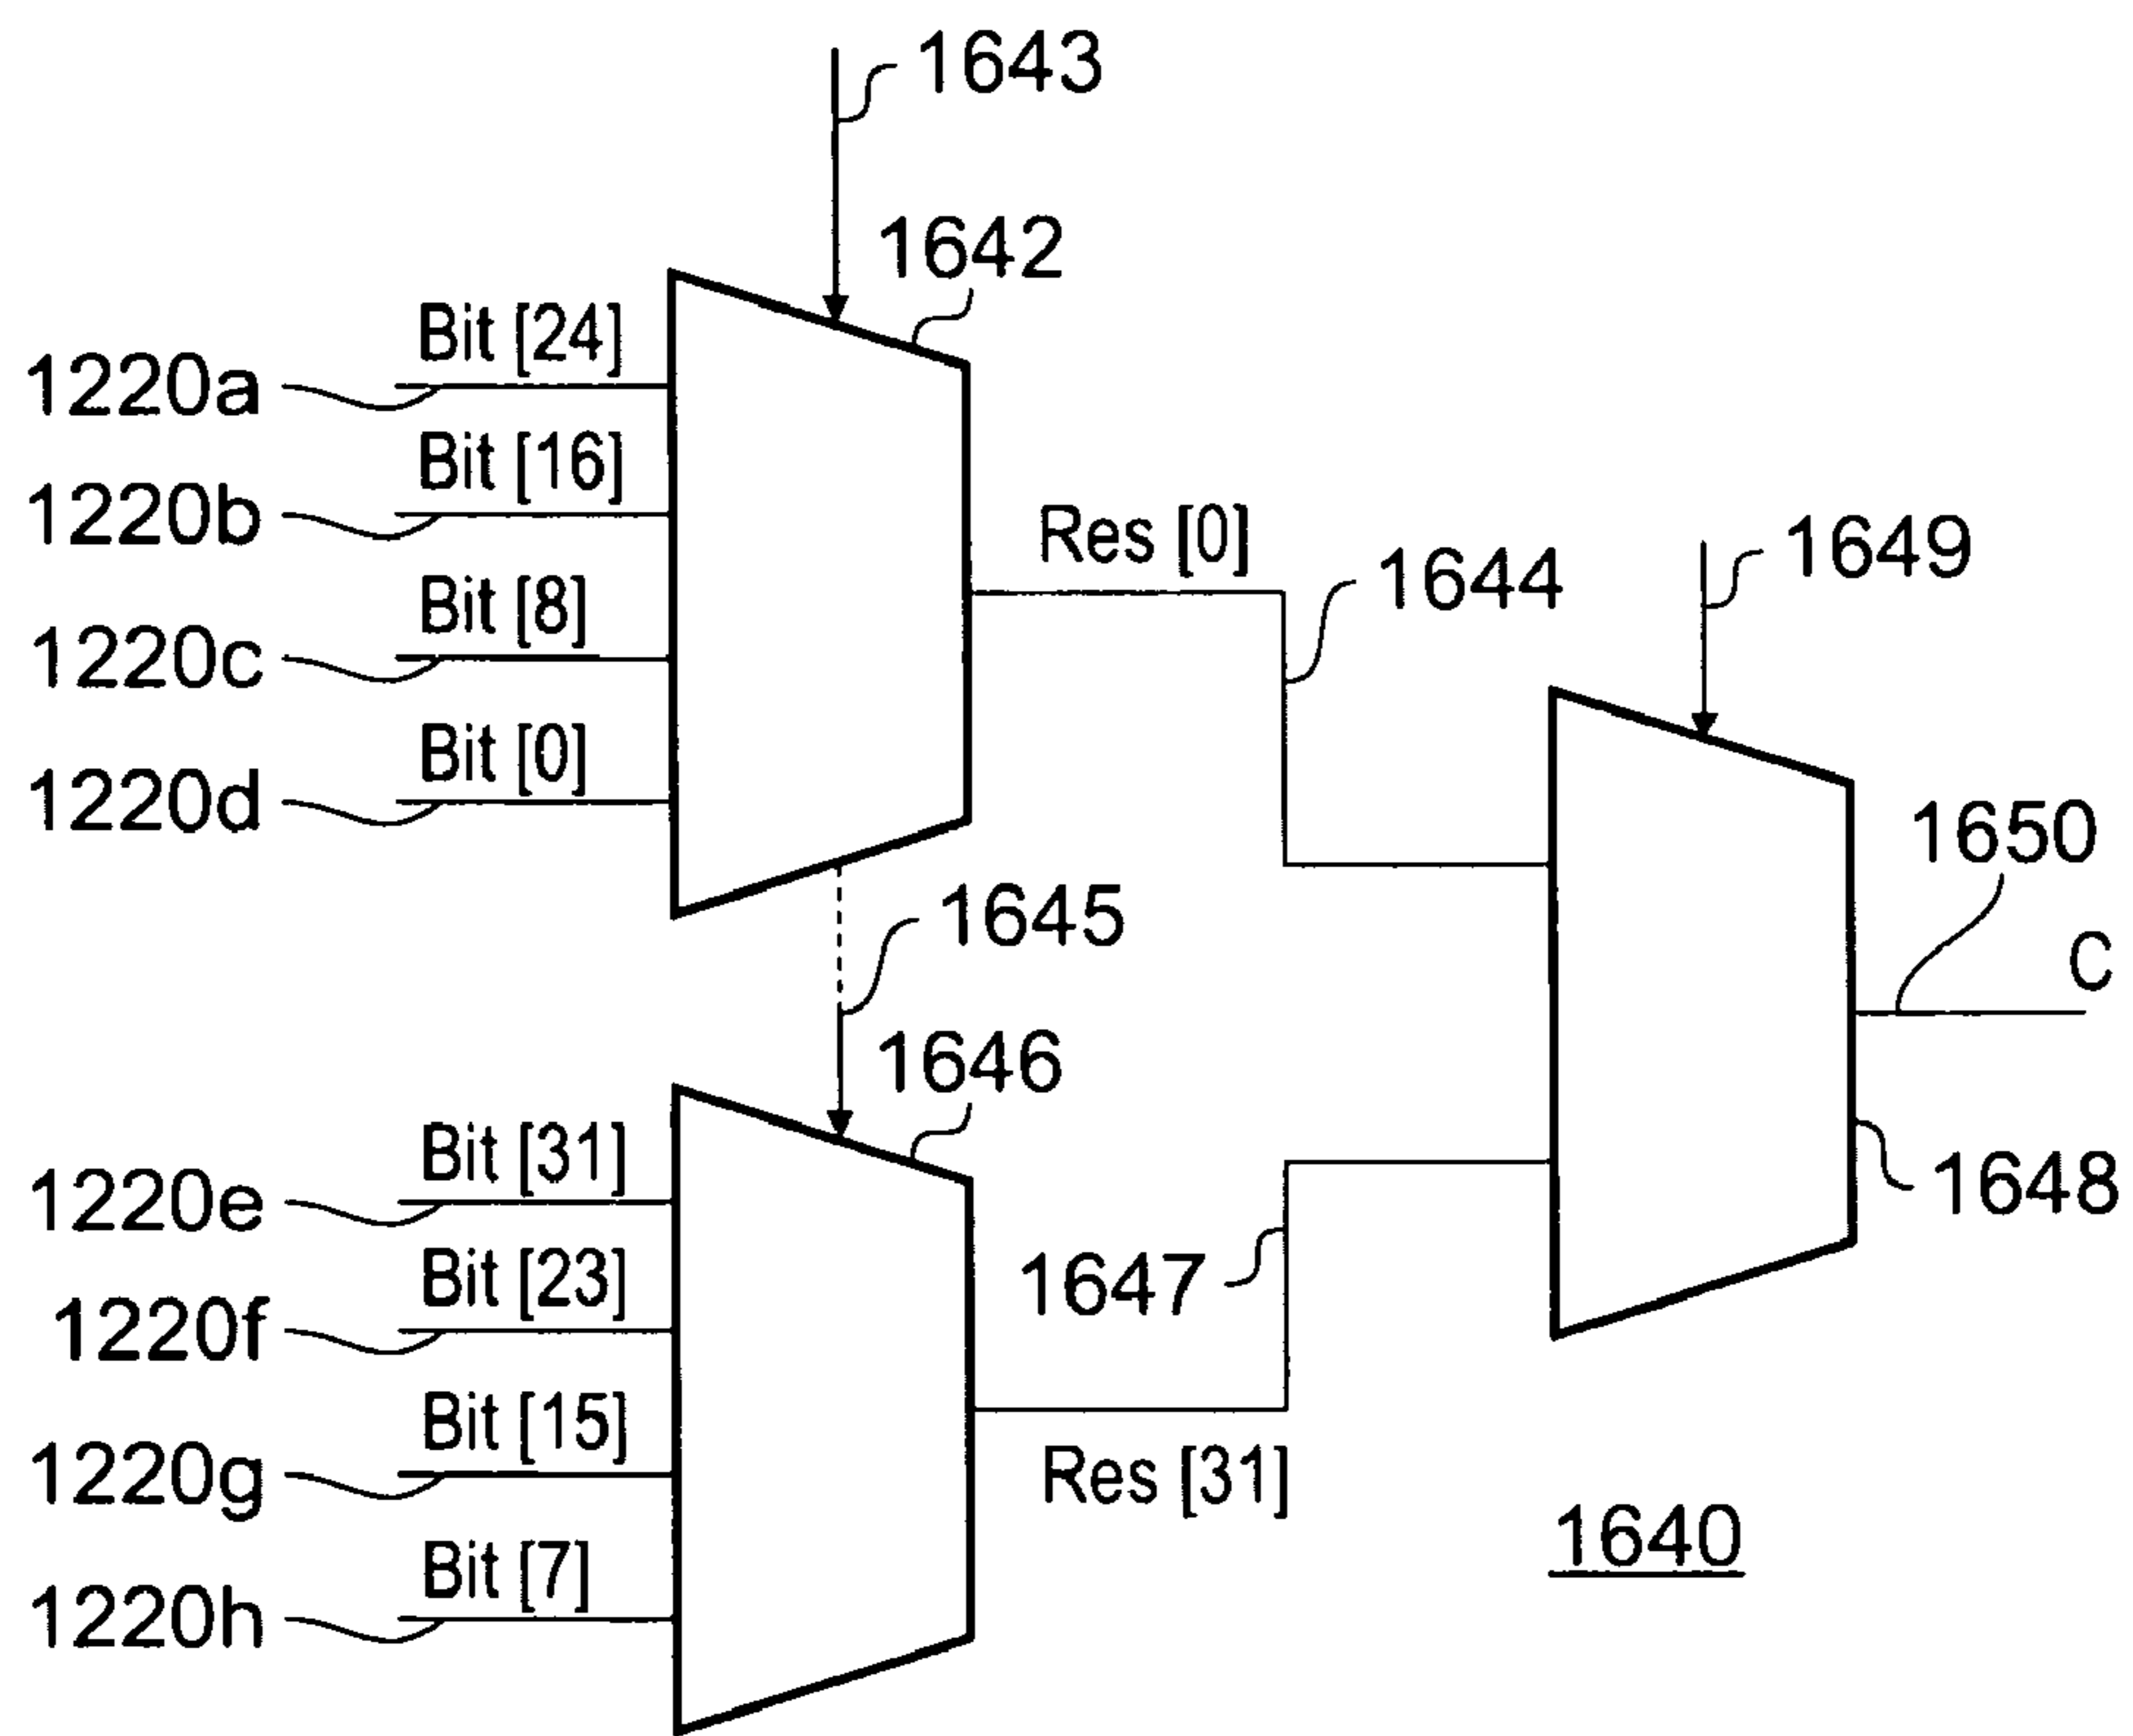 1643
1642
Bit [24]
1220a
Bit [16]
1220b
Res [0]
1649
1644
Bit [8]
1220c
Bit [0]
1220d
1650
1645
C
1646
Bit [31]
1220e
1648
Bit [23]
1647
1220f
Bit [15]
1220g
Res [31]
1640
Bit [7]
1220h